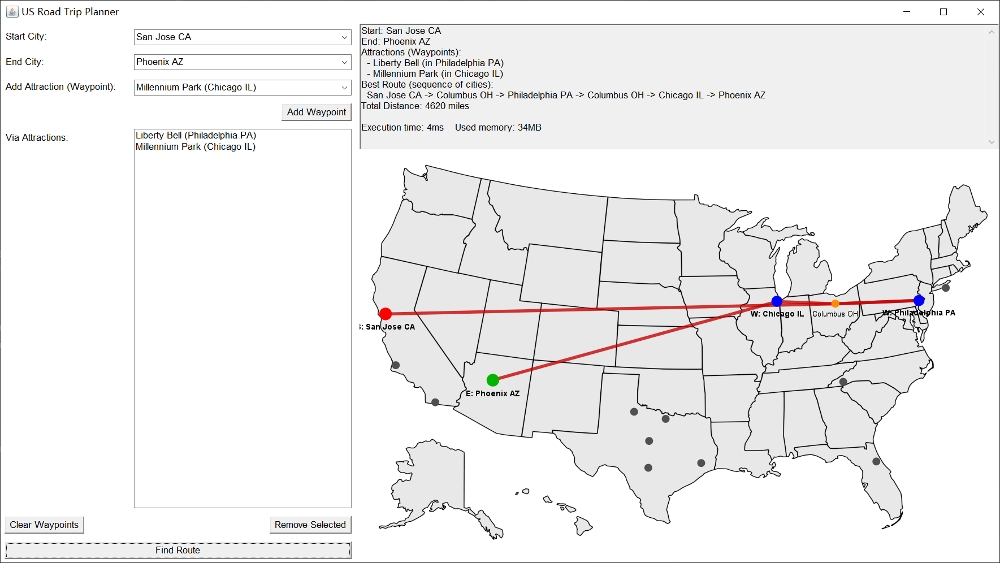 US Road Trip Planner
Start City:
San Jose CA
End City:
Phoenix AZ
Add Attraction (Waypoint):
Millennium Park (Chicago IL)
Add Waypoint
Via Attractions:
Liberty Bell (Philadelphia PA)
Millennium Park (Chicago IL)
Clear Waypoints
Remove Selected
Find Route
Start: San Jose CA
End: Phoenix AZ
Attractions (Waypoints):
- Liberty Bell (in Philadelphia PA)
- Millennium Park (in Chicago IL)
Best Route (sequence of cities):
San Jose CA -> Columbus OH -> Philadelphia PA -> Columbus OH -> Chicago IL -> Phoenix AZ
Total Distance: 4620 miles
Execution time: 4ms Used memory: 34MB
W: Chicago IL
Columbus OH
W: Philadelphia PA
S: San Jose CA
E: Phoenix AZ